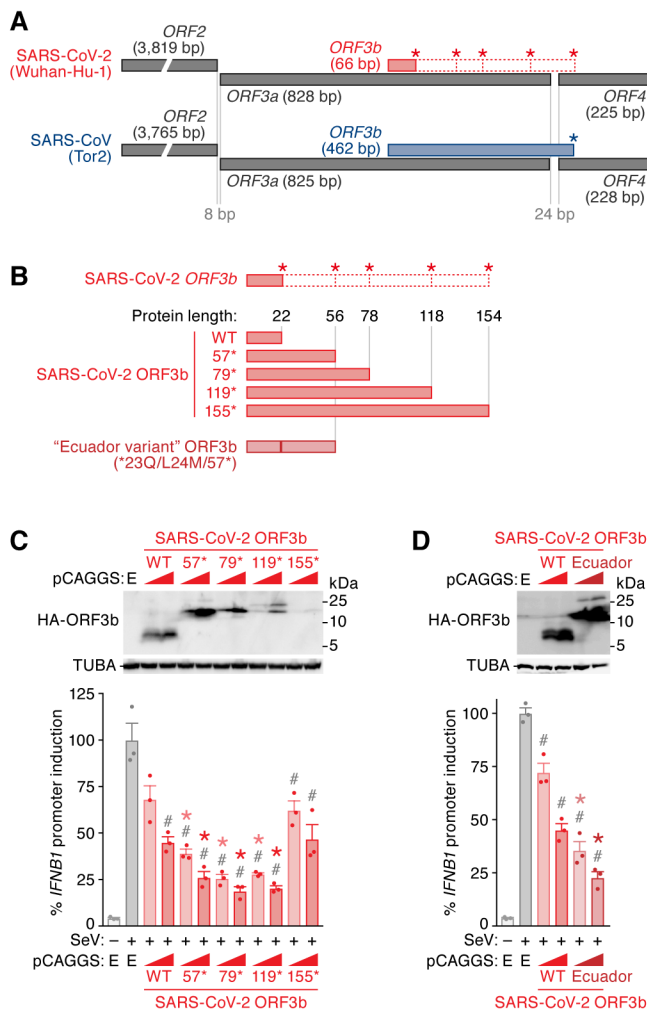 A
SARS-CoV-2
(Wuhan-Hu-1)
ORF2
(3,819 bp)
ORF3b
(66 bp)
* * * * *
ORF3a (828 bp)
ORF4
(225 bp)
SARS-CoV
(Tor2)
ORF2
(3,765 bp)
ORF3b
(462 bp)
*
ORF3a (825 bp)
ORF4
(228 bp)
8 bp
24 bp
B
SARS-CoV-2 ORF3b
* * * * *
Protein length: 22 56 78 118 154
SARS-CoV-2 ORF3b
WT
57*
79*
119*
155*
“Ecuador variant” ORF3b
(*23Q/L24M/57*)
C
SARS-CoV-2 ORF3b
WT 57* 79* 119* 155*
pCAGGS: E
kDa
HA-ORF3b
25
10
5
TUBA
% IFNB1 promoter induction
125
100
75
50
25
0
# * # * # * # * # * # * # # #
SeV: – + + + + + + + + + + +
pCAGGS: E E
WT 57* 79* 119* 155*
SARS-CoV-2 ORF3b
D
SARS-CoV-2 ORF3b
WT Ecuador
pCAGGS: E
kDa
HA-ORF3b
25
10
5
TUBA
% IFNB1 promoter induction
100
75
50
25
0
# # * # * #
SeV: – + + + + +
pCAGGS: E E
WT Ecuador
SARS-CoV-2 ORF3b